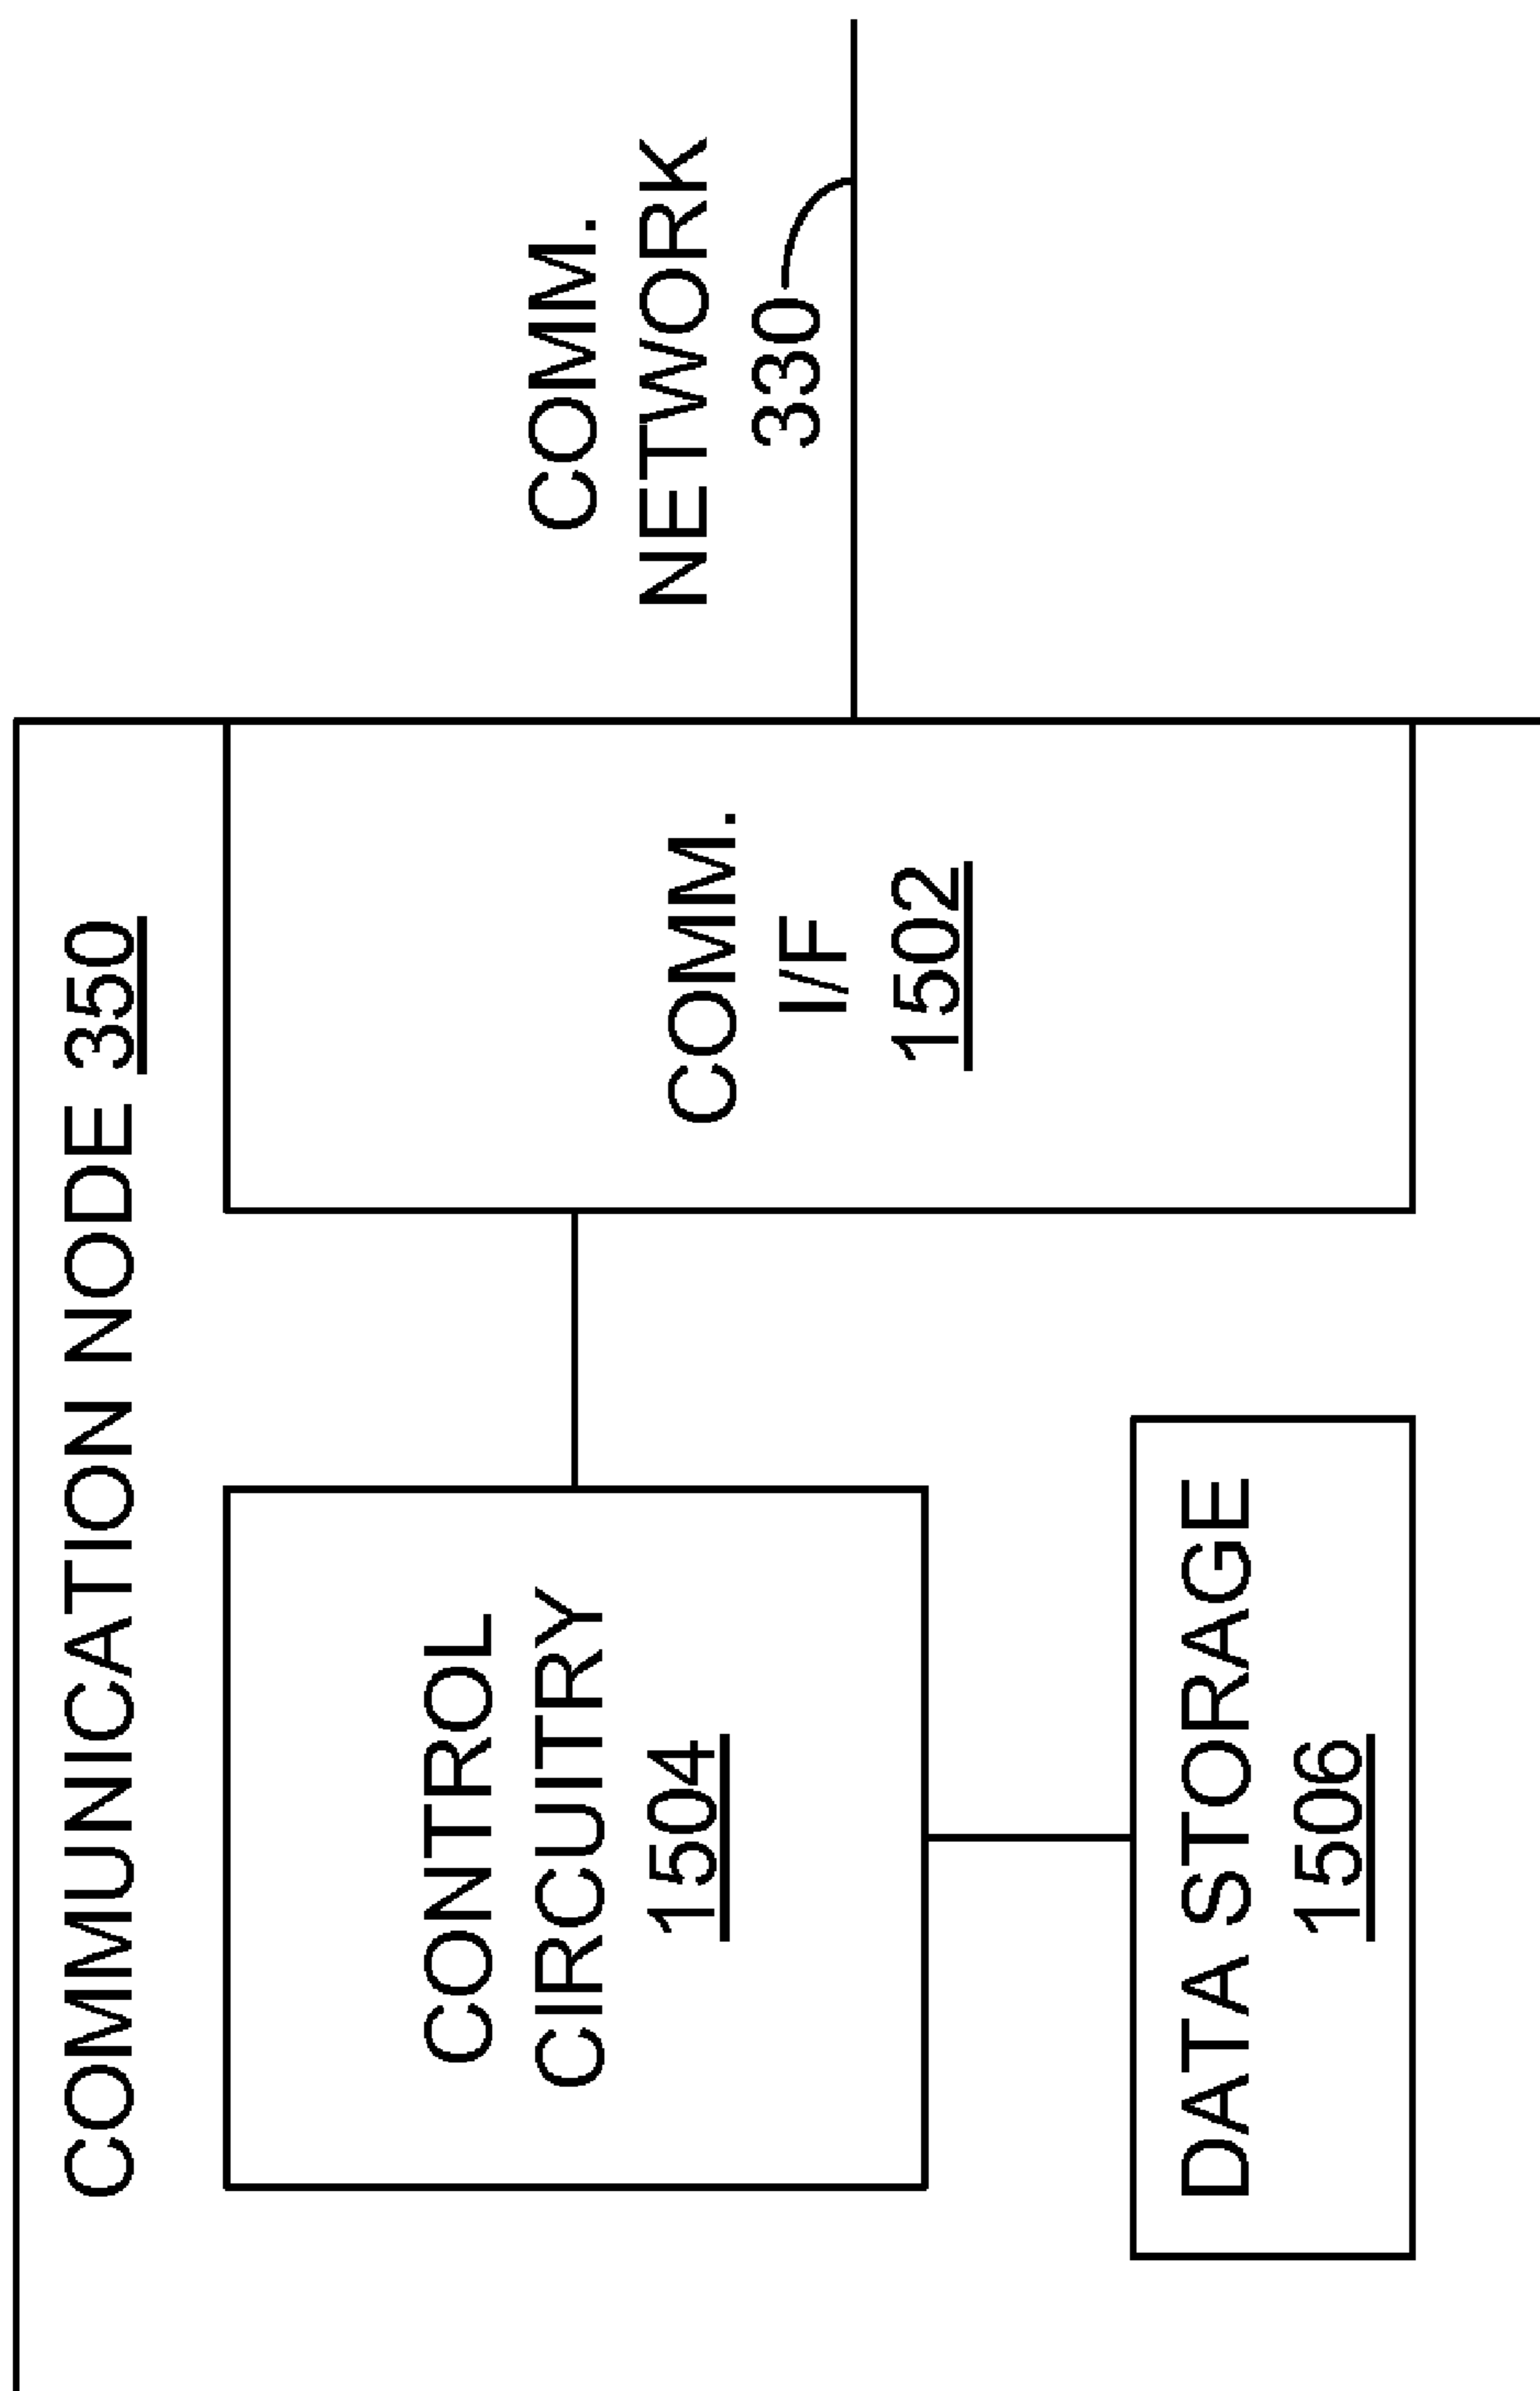 COMMUNICATION NODE 350
CONTROL
CIRCUITRY
1504
DATA STORAGE
1506
COMM.
I/F
1502
COMM.
NETWORK
330